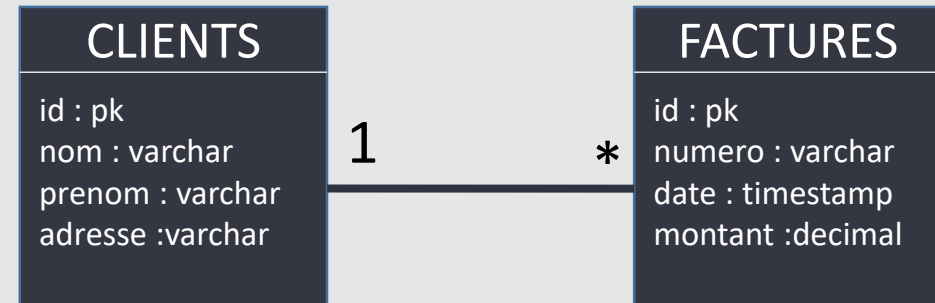 CLIENTS
id : pk
nom : varchar
prenom : varchar
adresse :varchar
1
*
FACTURES
id : pk
numero : varchar
date : timestamp
montant :decimal